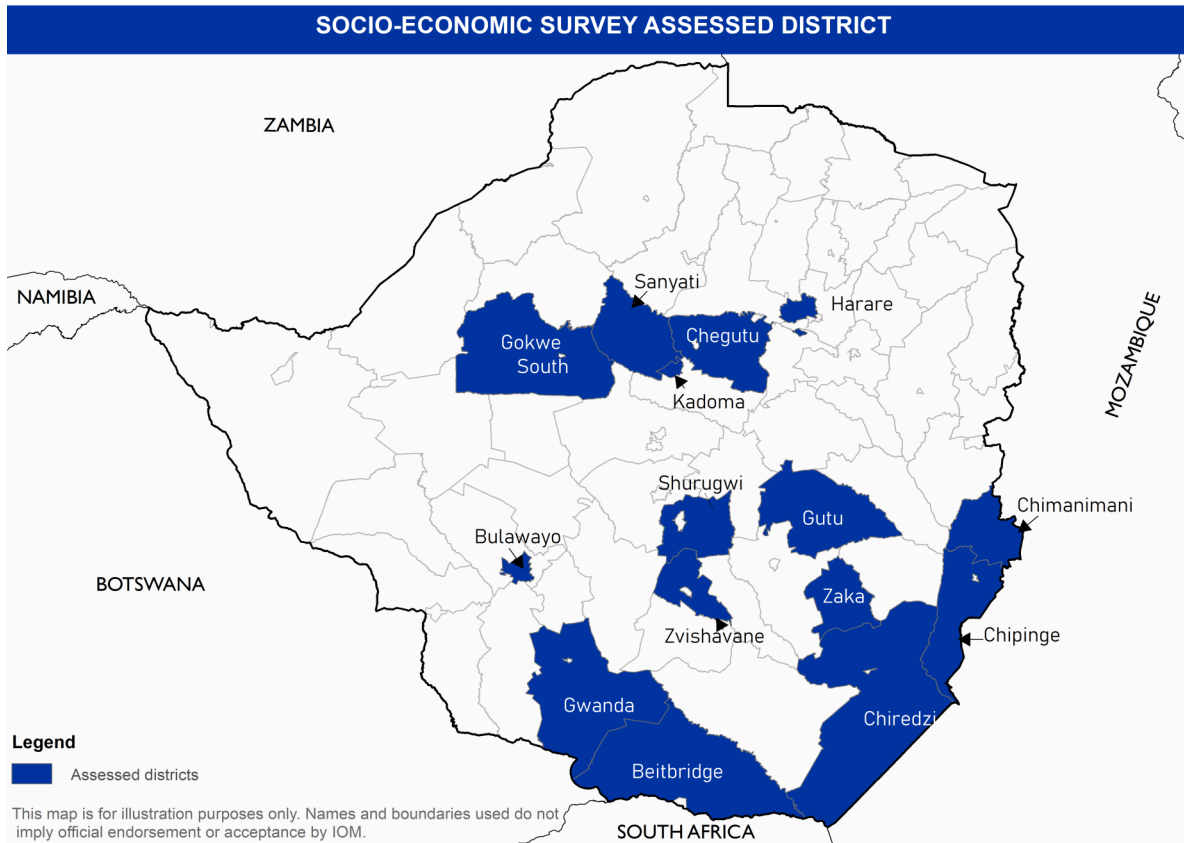 SOCIO-ECONOMIC SURVEY ASSESSED DISTRICT
ZAMBIA
NAMIBIA
Sanyati
Harare
Gokwe
South
Chegutu
Kadoma
MOZAMBIQUE
Shurugwi
Gutu
Chimanimani
Bulawayo
BOTSWANA
Zaka
Zvishavane
Chipinge
Gwanda
Chiredzi
Beitbridge
Legend
Assessed districts
This map is for illustration purposes only. Names and boundaries used do not
imply official endorsement or acceptance by IOM.
SOUTH AFRICA